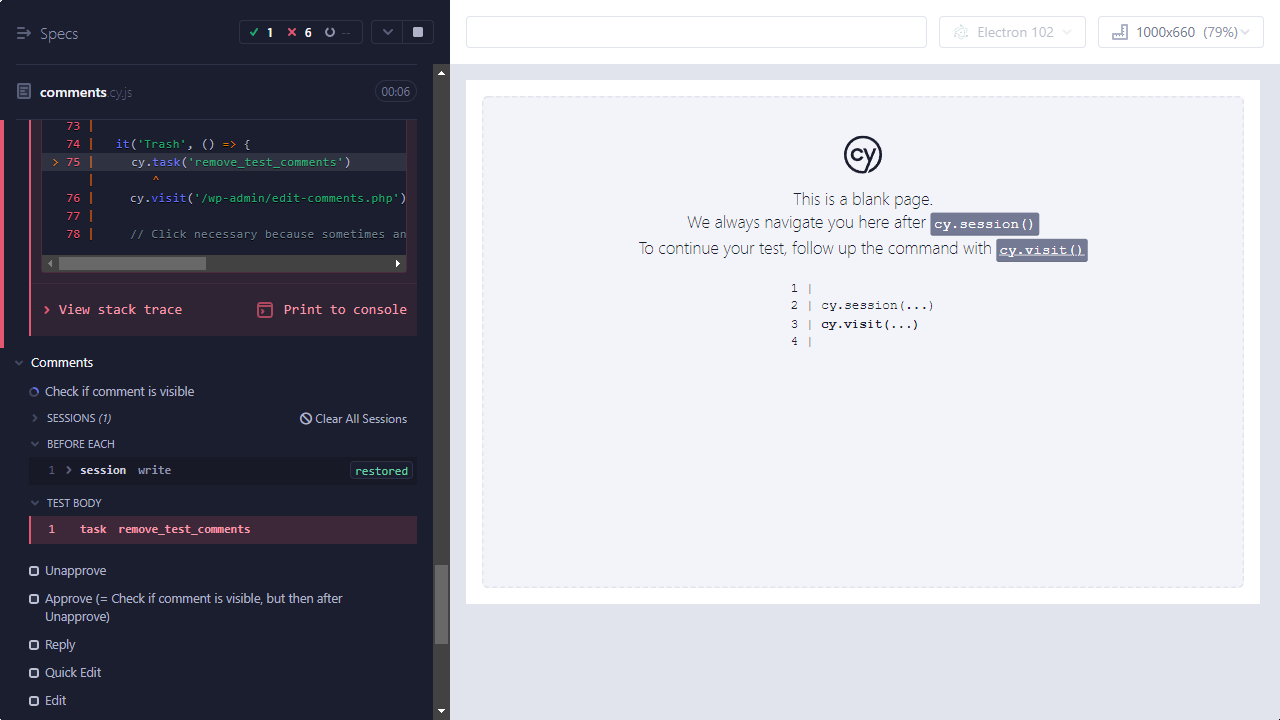 Specs
1
6
--
comments.cy.js
00:06
73 |
74 | it('Trash', () => {
> 75 | cy.task('remove_test_comments')
| ^
76 | cy.visit('/wp-admin/edit-comments.php')
77 |
78 | // Click necessary because sometimes an
View stack trace
Print to console
Comments
Check if comment is visible
SESSIONS (1)
Clear All Sessions
BEFORE EACH
1 session write restored
TEST BODY
1 task remove_test_comments
Unapprove
Approve (= Check if comment is visible, but then after
Unapprove)
Reply
Quick Edit
Edit
Electron 102
1000x660 (79%)
cy
This is a blank page.
We always navigate you here after cy.session()
To continue your test, follow up the command with cy.visit()
1 |
2 | cy.session(...)
3 | cy.visit(...)
4 |